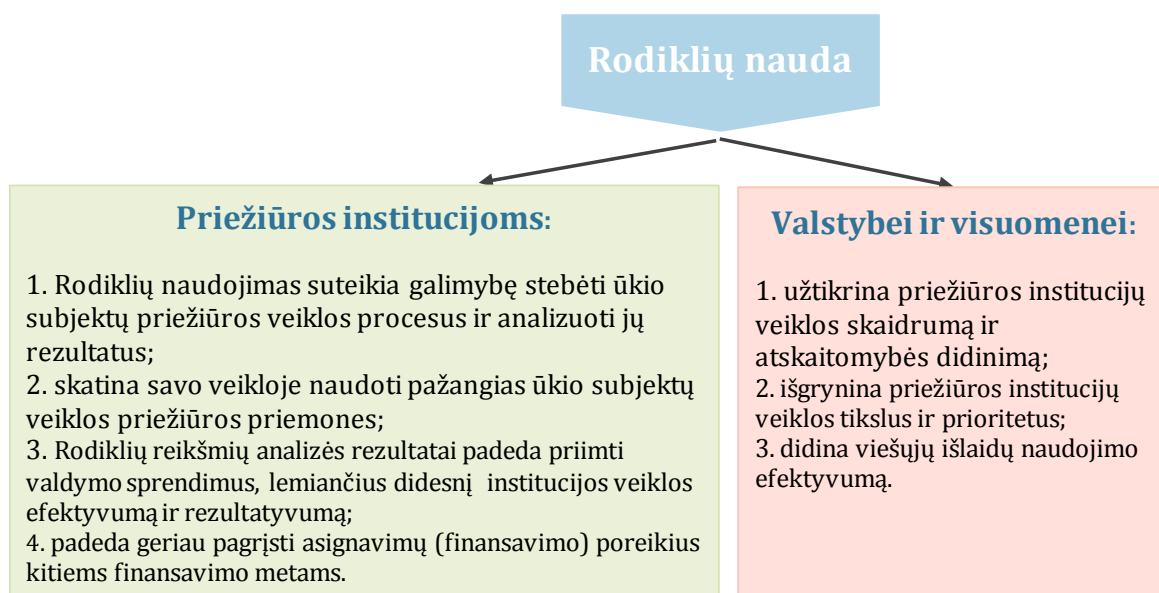 Rodiklių nauda
Priežiūros institucijoms:
1. Rodiklių naudojimas suteikia galimybę stebėti ūkio
subjektų priežiūros veiklos procesus ir analizuoti jų
rezultatus;
2. skatina savo veikloje naudoti pažangias ūkio subjektų
veiklos priežiūros priemones;
3. Rodiklių reikšmių analizės rezultatai padeda priimti
valdymo sprendimus, lemiančius didesnį institucijos veiklos
efektyvumą ir rezultatyvumą;
4. padeda geriau pagrįsti asignavimų (finansavimo) poreikius
kitiems finansavimo metams.
Valstybei ir visuomenei:
1. užtikrina priežiūros institucijų
veiklos skaidrumą ir
atskaitomybės didinimą;
2. išgrynina priežiūros institucijų
veiklos tikslus ir prioritetus;
3. didina viešųjų išlaidų naudojimo
efektyvumą.